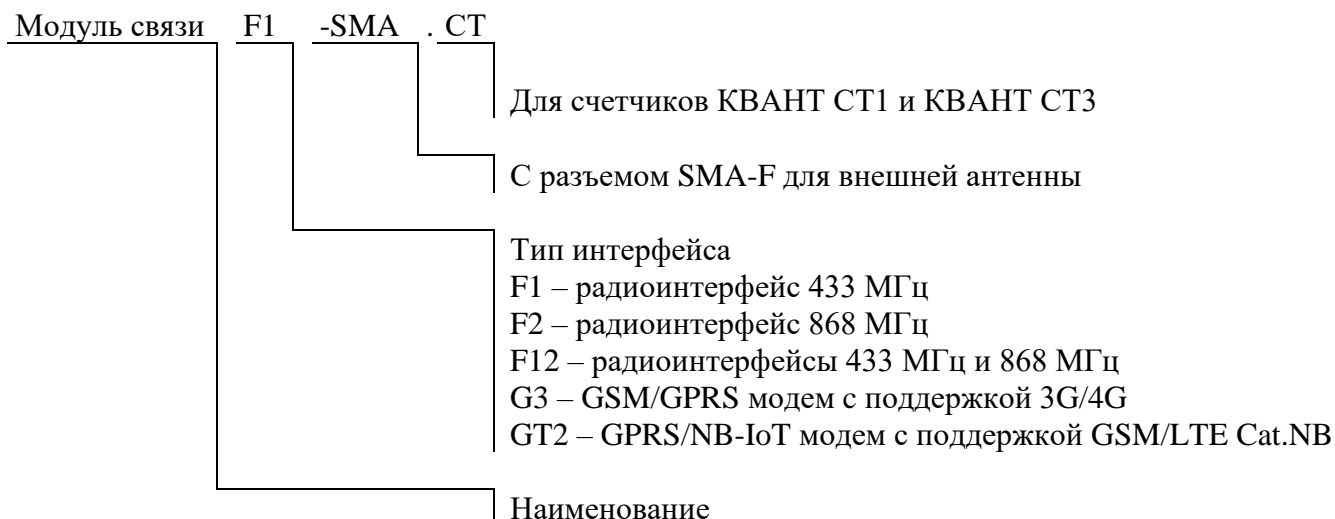 Модуль связи F1 -SMA . СТ
Для счетчиков КВАНТ СТ1 и КВАНТ СТ3
С разъемом SMA-F для внешней антенны
Тип интерфейса
F1 – радиоинтерфейс 433 МГц
F2 – радиоинтерфейс 868 МГц
F12 – радиоинтерфейсы 433 МГц и 868 МГц
G3 – GSM/GPRS модем с поддержкой 3G/4G
GT2 – GPRS/NB-IoT модем с поддержкой GSM/LTE Cat.NB
Наименование